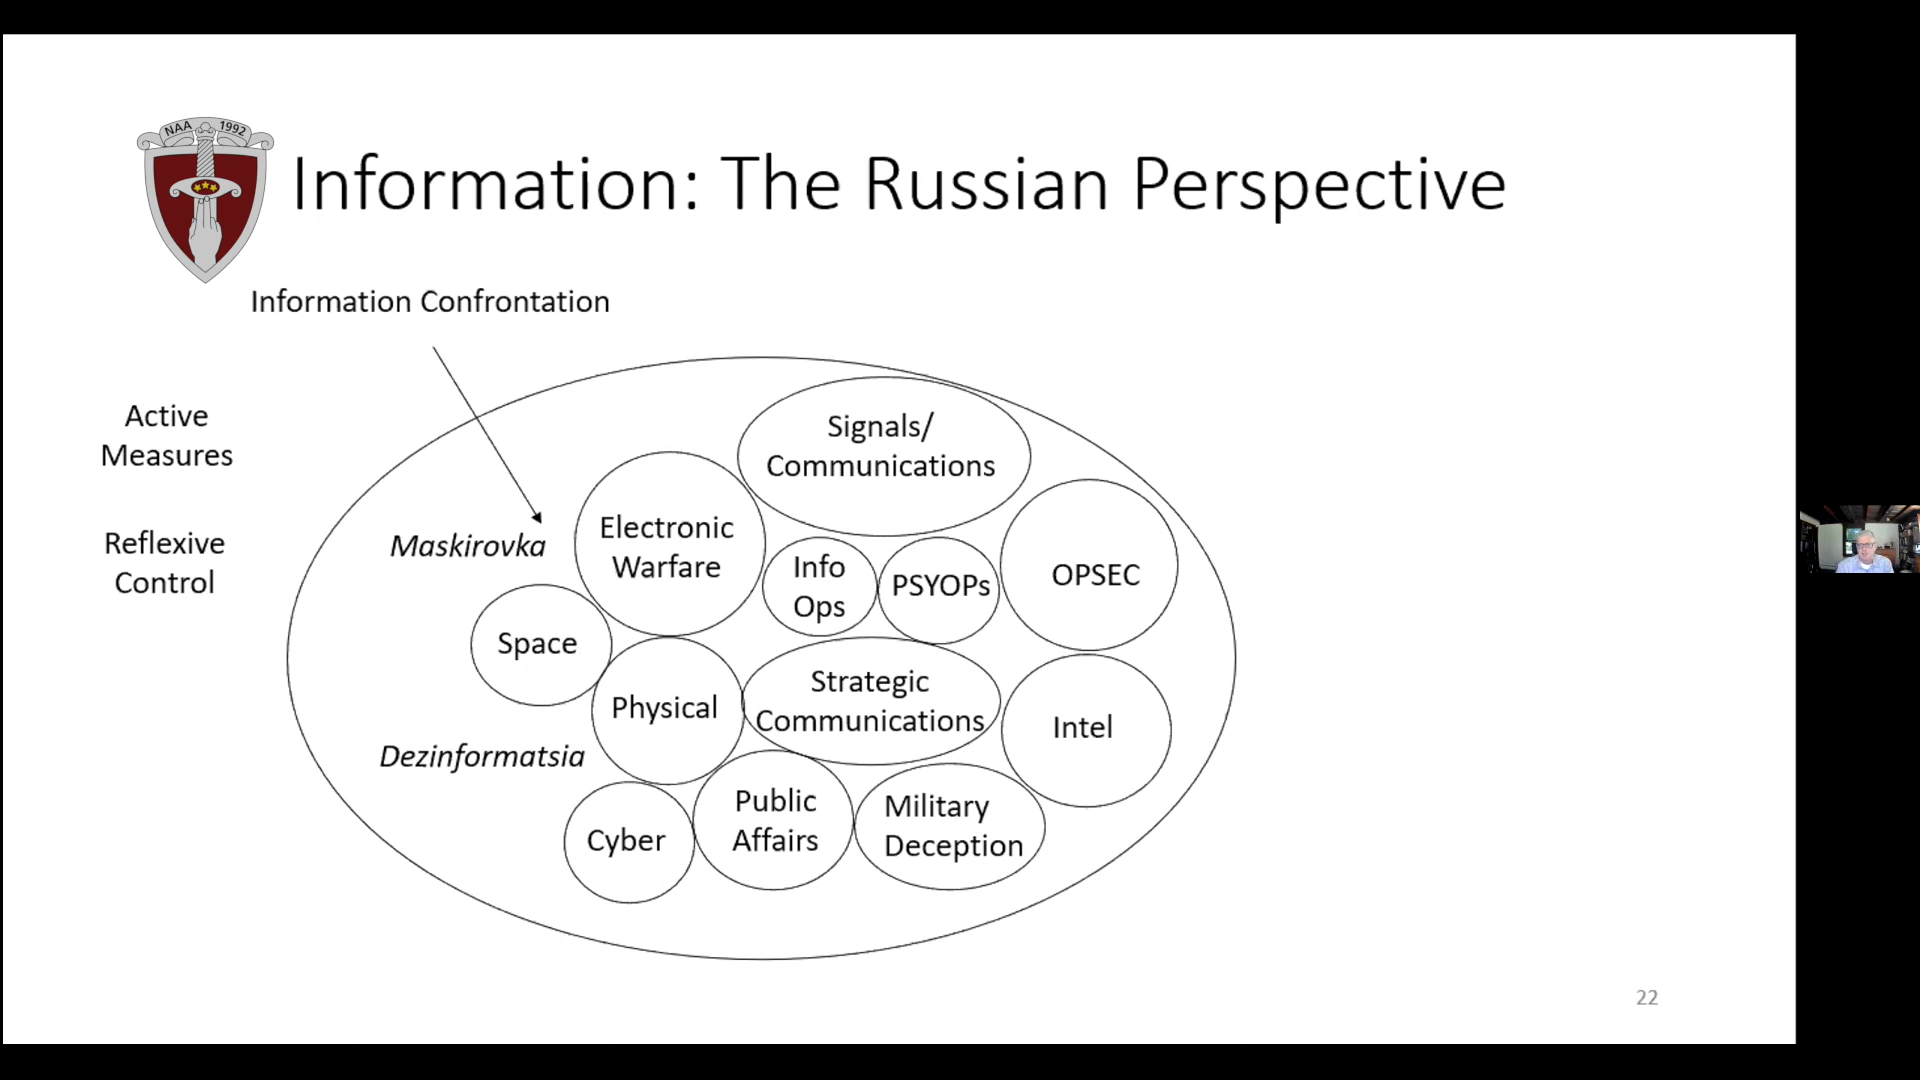 NAA 1992
Information: The Russian Perspective
Information Confrontation
Active
Measures
Reflexive
Control
Maskirovka
Dezinformatsia
Signals/
Communications
Electronic
Warfare
Info
Ops
PSYOPs
OPSEC
Space
Physical
Strategic
Communications
Intel
Cyber
Public
Affairs
Military
Deception
22